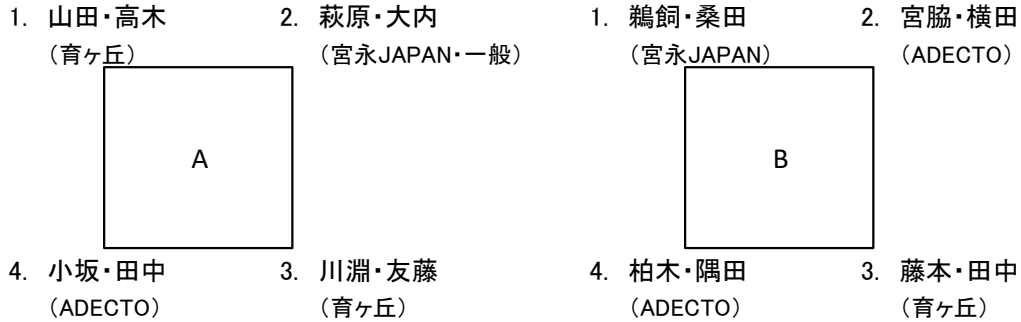 1. 山田・高木
（育ヶ丘）
2. 萩原・大内
（宮永JAPAN・一般）
A
4. 小坂・田中
（ADECTO）
3. 川淵・友藤
（育ヶ丘）
1. 鵜飼・桑田
（宮永JAPAN）
2. 宮脇・横田
（ADECTO）
B
4. 柏木・隅田
（ADECTO）
3. 藤本・田中
（育ヶ丘）